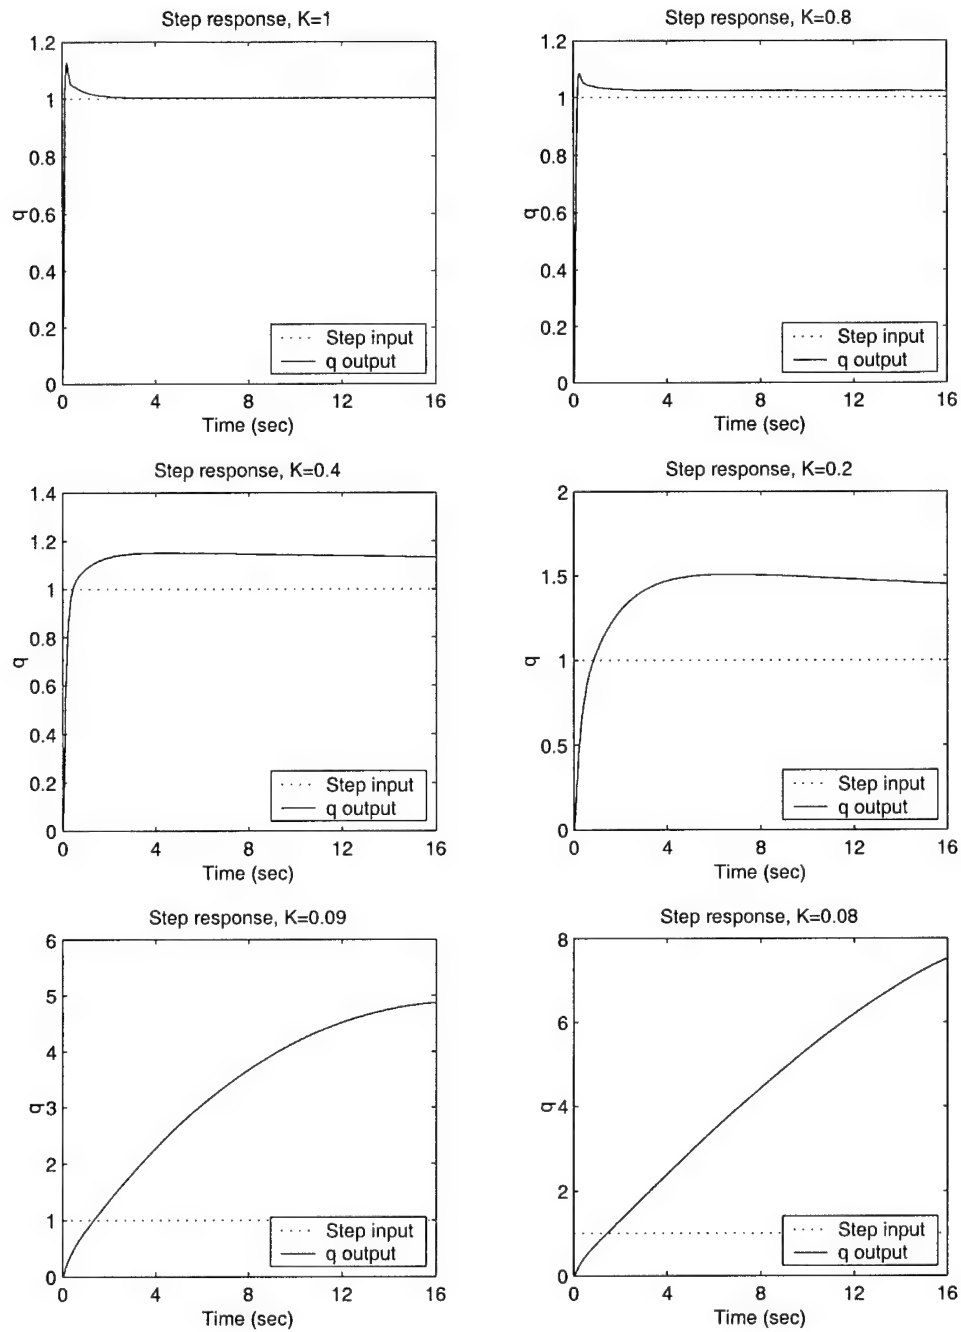 Step response, K=1
1.2
1
0.8
q
0.6
0.4
0.2
0
Step input
q output
0 4 8 12 16
Time (sec)
Step response, K=0.8
1.2
1
0.8
q
0.6
0.4
0.2
0
Step input
q output
0 4 8 12 16
Time (sec)
Step response, K=0.4
1.4
1.2
1
0.8
q
0.6
0.4
0.2
0
Step input
q output
0 4 8 12 16
Time (sec)
Step response, K=0.2
2
1.5
q
1
0.5
0
Step input
q output
0 4 8 12 16
Time (sec)
Step response, K=0.09
6
5
4
q
3
2
1
0
Step input
q output
0 4 8 12 16
Time (sec)
Step response, K=0.08
8
6
q
4
2
0
Step input
q output
0 4 8 12 16
Time (sec)